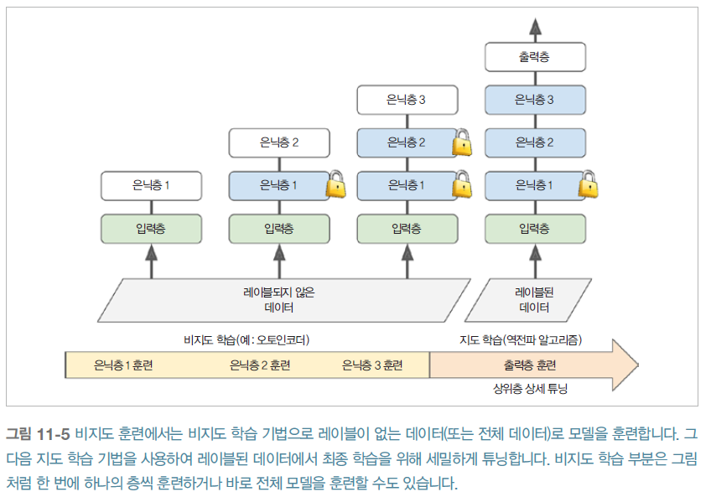 출력층
은닉층 3
은닉층 3
은닉층 2
은닉층 2
은닉층 2
은닉층 1
은닉층 1
은닉층 1
은닉층 1
입력층
입력층
입력층
입력층
레이블되지 않은
데이터
레이블된
데이터
비지도 학습(예: 오토인코더)
지도 학습(역전파 알고리즘)
은닉층 1 훈련
은닉층 2 훈련
은닉층 3 훈련
출력층 훈련
상위층 상세 튜닝
그림 11-5 비지도 훈련에서는 비지도 학습 기법으로 레이블이 없는 데이터(또는 전체 데이터)로 모델을 훈련합니다. 그
다음 지도 학습 기법을 사용하여 레이블된 데이터에서 최종 학습을 위해 세밀하게 튜닝합니다. 비지도 학습 부분은 그림
처럼 한 번에 하나의 층씩 훈련하거나 바로 전체 모델을 훈련할 수도 있습니다.